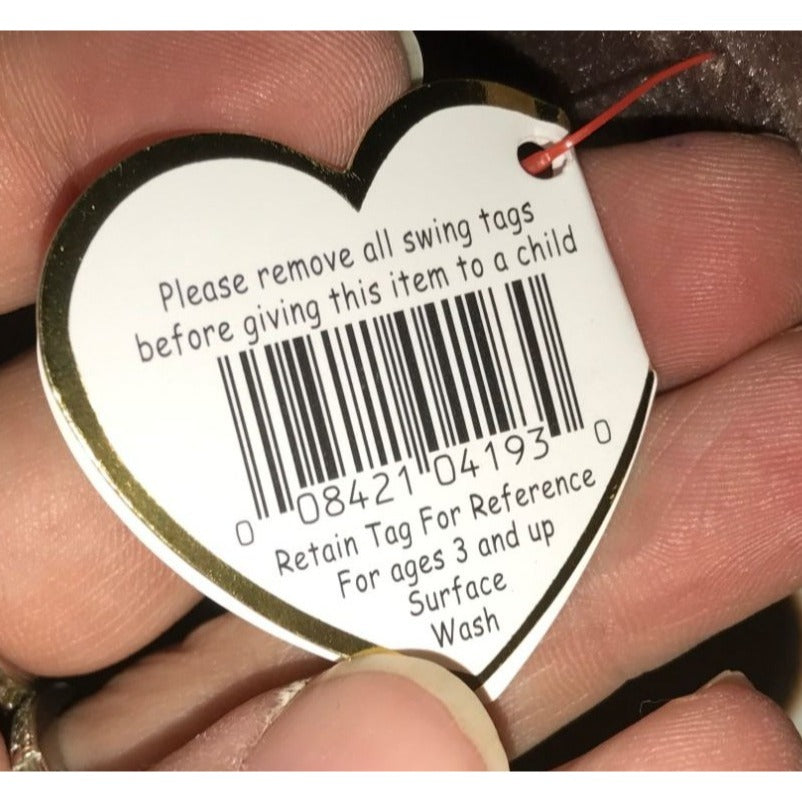 Please remove all swing tags
before giving this item to a child
0 08421 04193 0
Retain Tag For Reference
For ages 3 and up
Surface
Wash